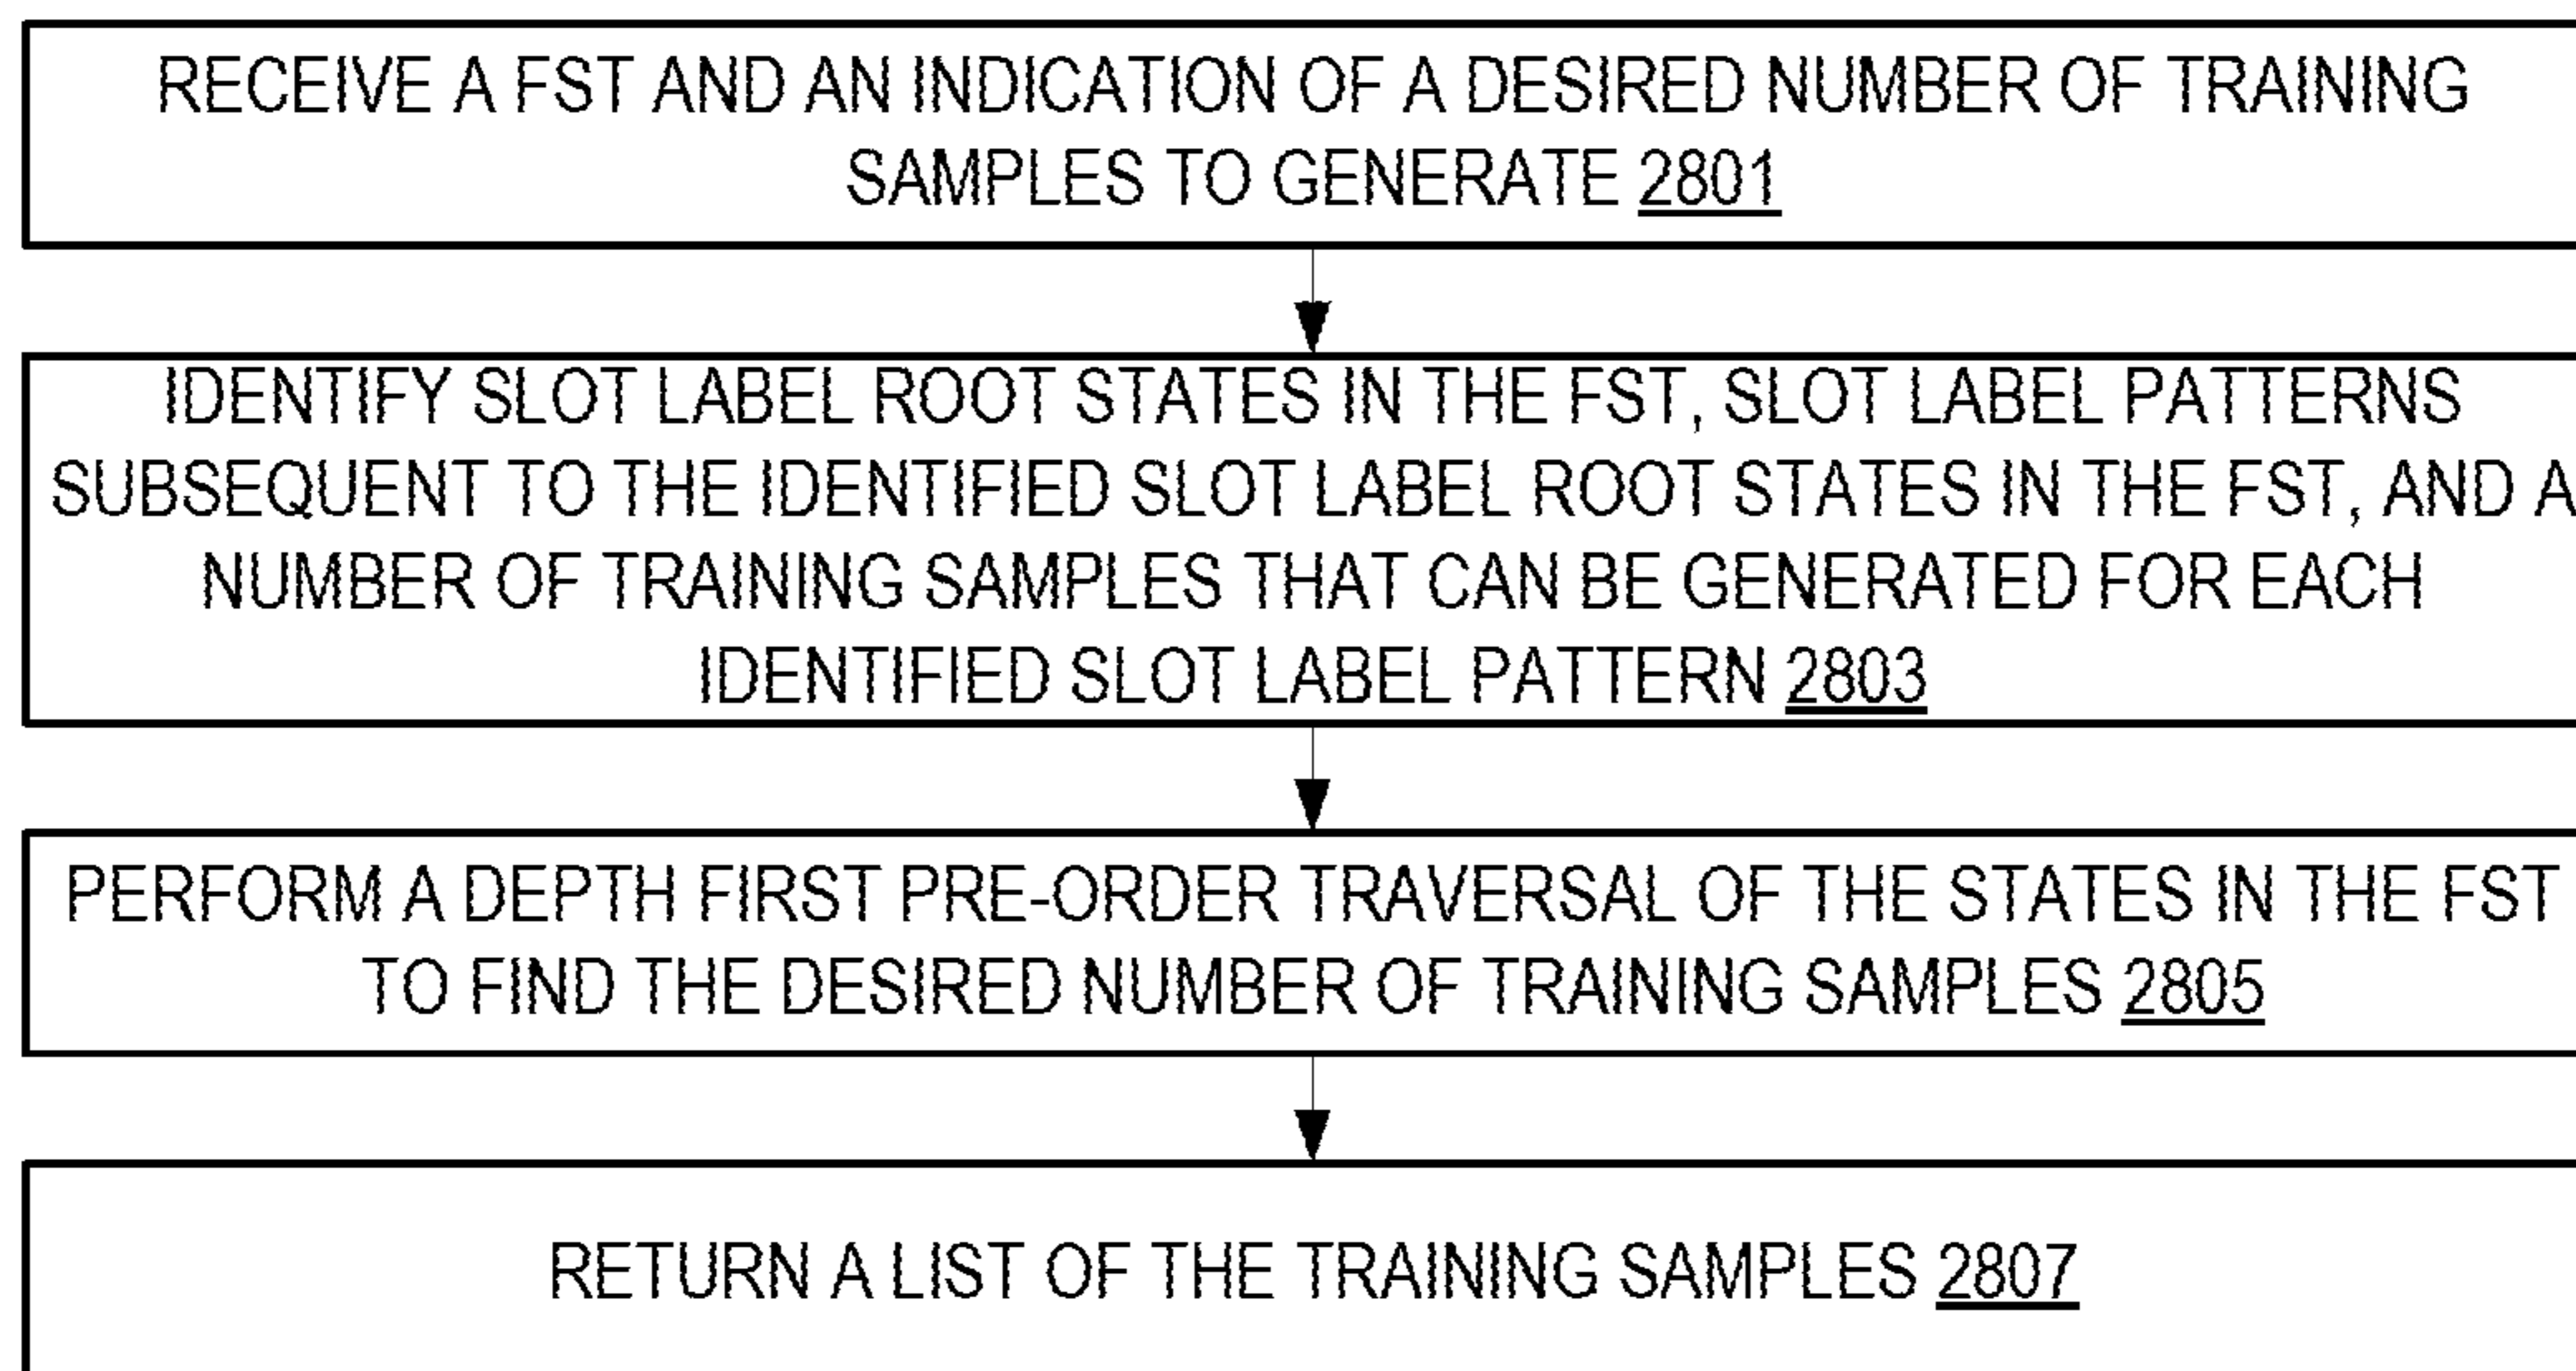 RECEIVE A FST AND AN INDICATION OF A DESIRED NUMBER OF TRAINING
SAMPLES TO GENERATE 2801
IDENTIFY SLOT LABEL ROOT STATES IN THE FST, SLOT LABEL PATTERNS
SUBSEQUENT TO THE IDENTIFIED SLOT LABEL ROOT STATES IN THE FST, AND A
NUMBER OF TRAINING SAMPLES THAT CAN BE GENERATED FOR EACH
IDENTIFIED SLOT LABEL PATTERN 2803
PERFORM A DEPTH FIRST PRE-ORDER TRAVERSAL OF THE STATES IN THE FST
TO FIND THE DESIRED NUMBER OF TRAINING SAMPLES 2805
RETURN A LIST OF THE TRAINING SAMPLES 2807